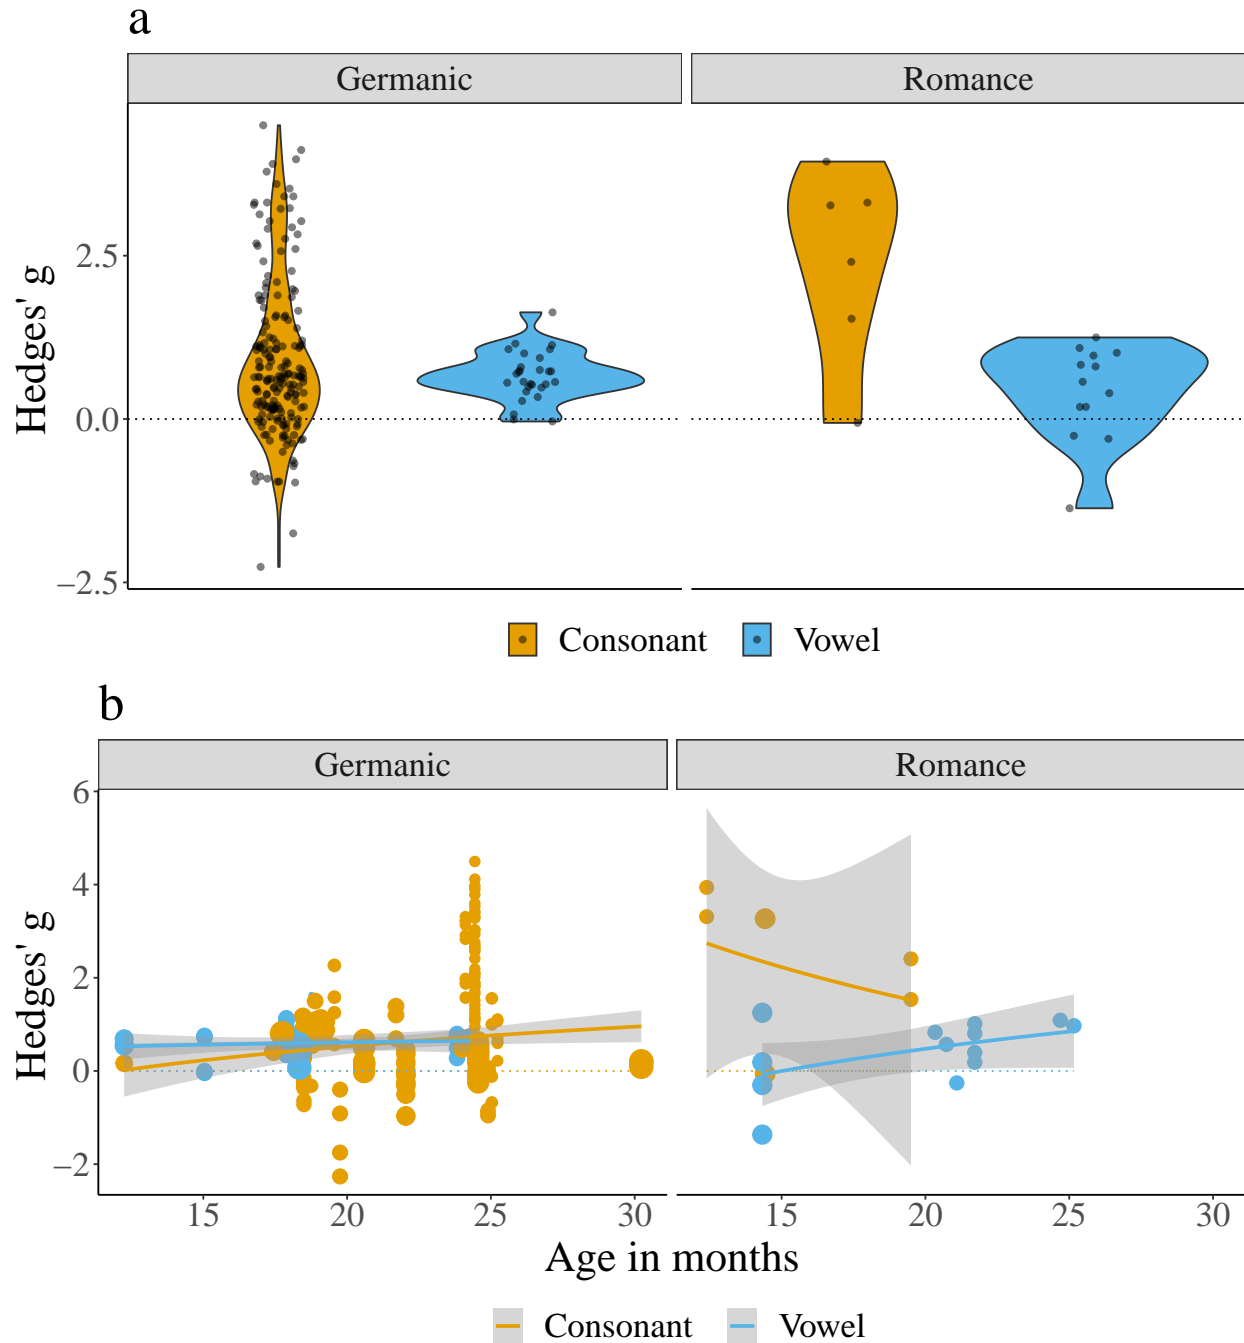 a
Germanic Romance
2.5
0.0
−2.5
Hedges' g
Consonant Vowel
b
Germanic Romance
6
4
2
0
−2
Hedges' g
15 20 25 30 15 20 25 30
Age in months
Consonant Vowel